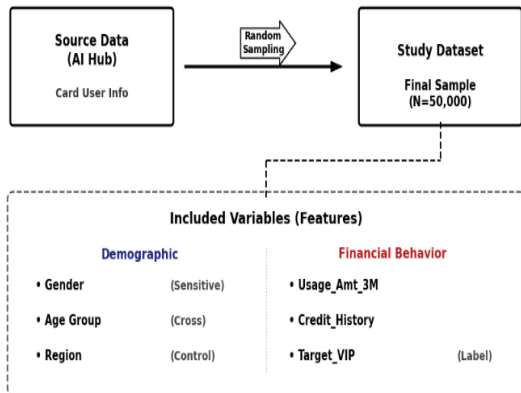 Source Data
(AI Hub)
Card User Info
Random
Sampling
Study Dataset
Final Sample
(N=50,000)
Included Variables (Features)
Demographic
• Gender (Sensitive)
• Age Group (Cross)
• Region (Control)
Financial Behavior
• Usage_Amt_3M
• Credit_History
• Target_VIP (Label)